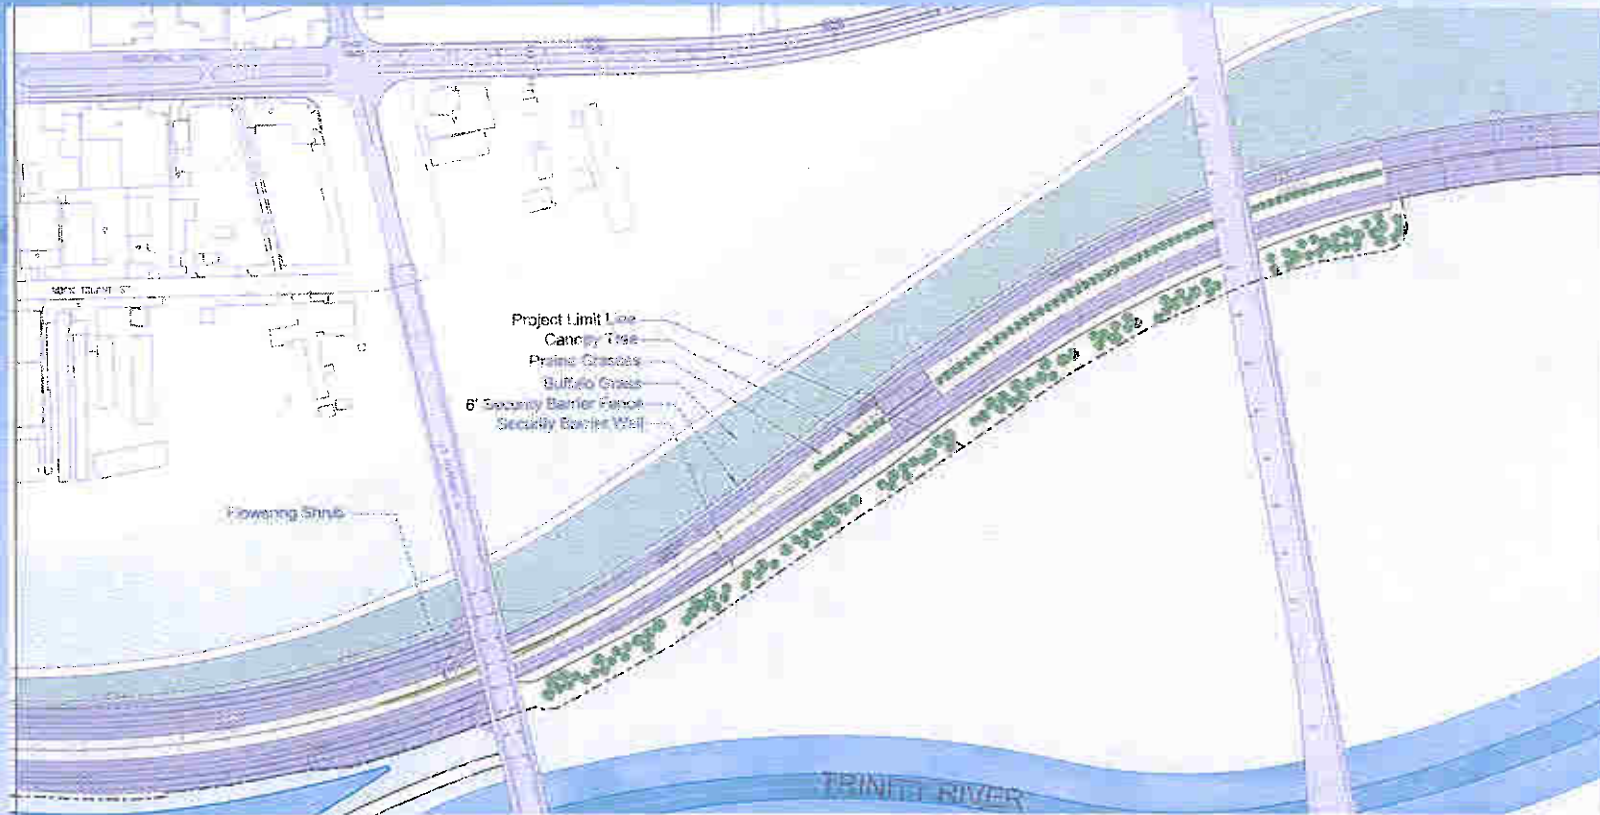 Project Limit Line
Canopy Tree
Prairie Grasses
Buffalo Grass
6' Security Barrier Fence
Security Barrier Wall
Flowering Shrub
TRINITY RIVER